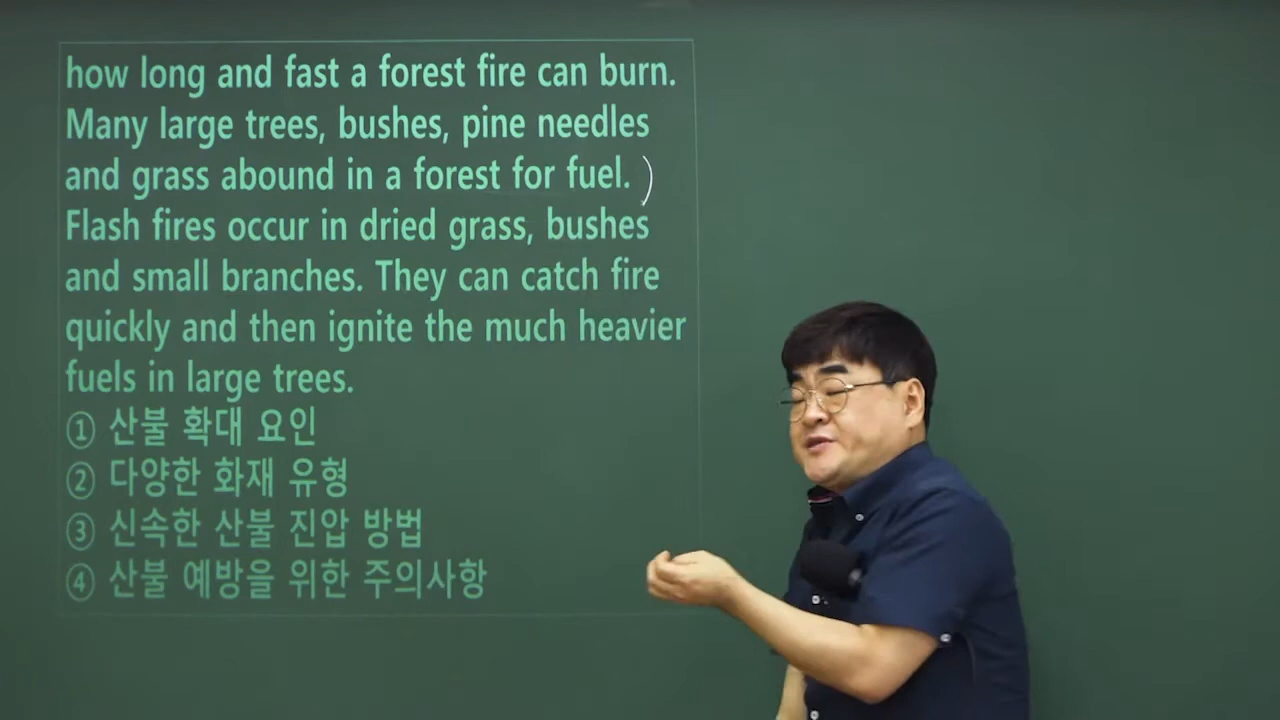 how long and fast a forest fire can burn.
Many large trees, bushes, pine needles
and grass abound in a forest for fuel.
Flash fires occur in dried grass, bushes
and small branches. They can catch fire
quickly and then ignite the much heavier
fuels in large trees.
① 산불 확대 요인
② 다양한 화재 유형
③ 신속한 산불 진압 방법
④ 산불 예방을 위한 주의사항